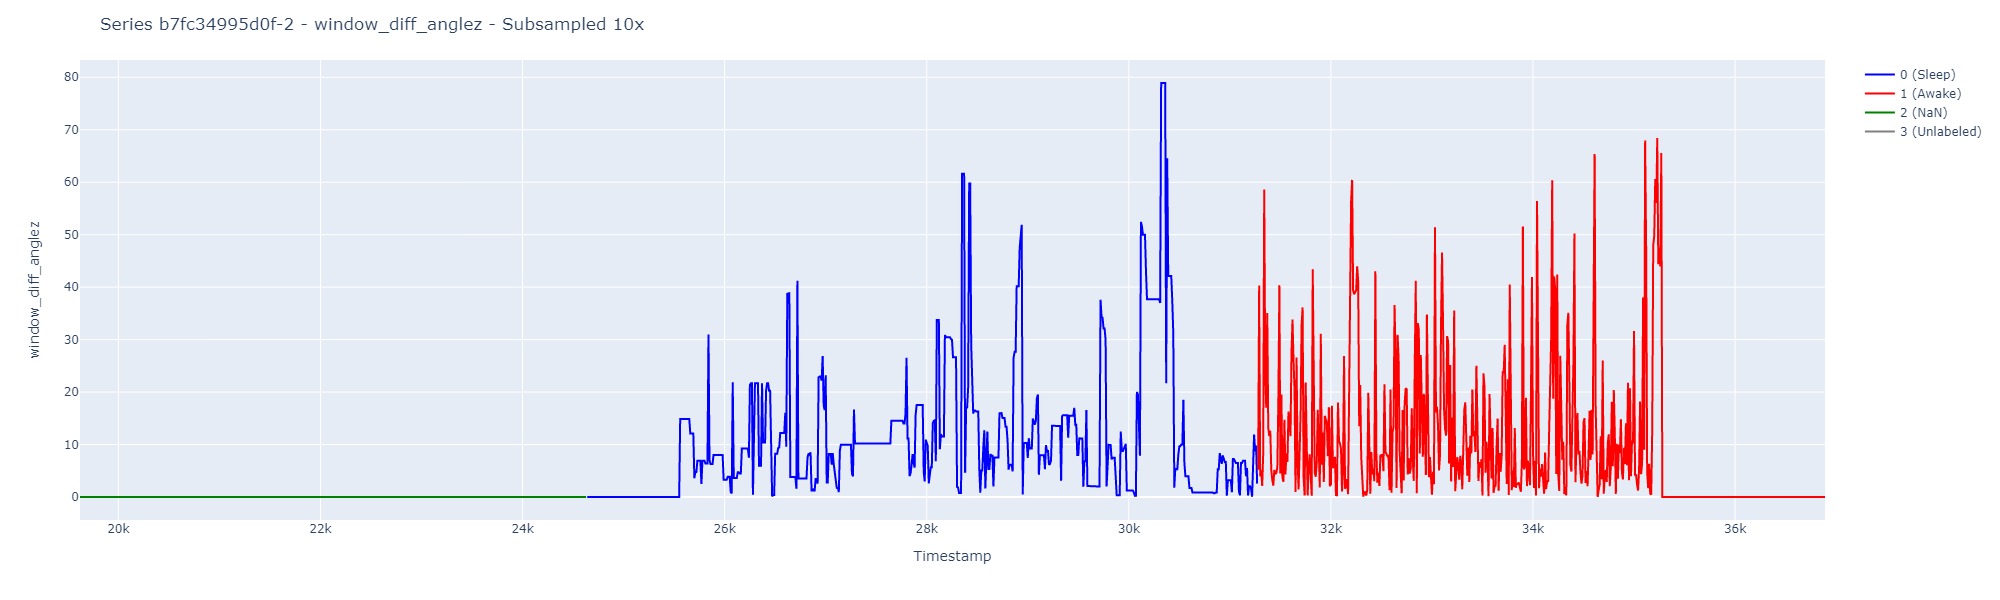 Series b7fc34995d0f-2 - window_diff_anglez - Subsampled 10x
0 (Sleep)
1 (Awake)
2 (NaN)
3 (Unlabeled)
window_diff_anglez
80
70
60
50
40
30
20
10
0
20k 22k 24k 26k 28k 30k 32k 34k 36k
Timestamp